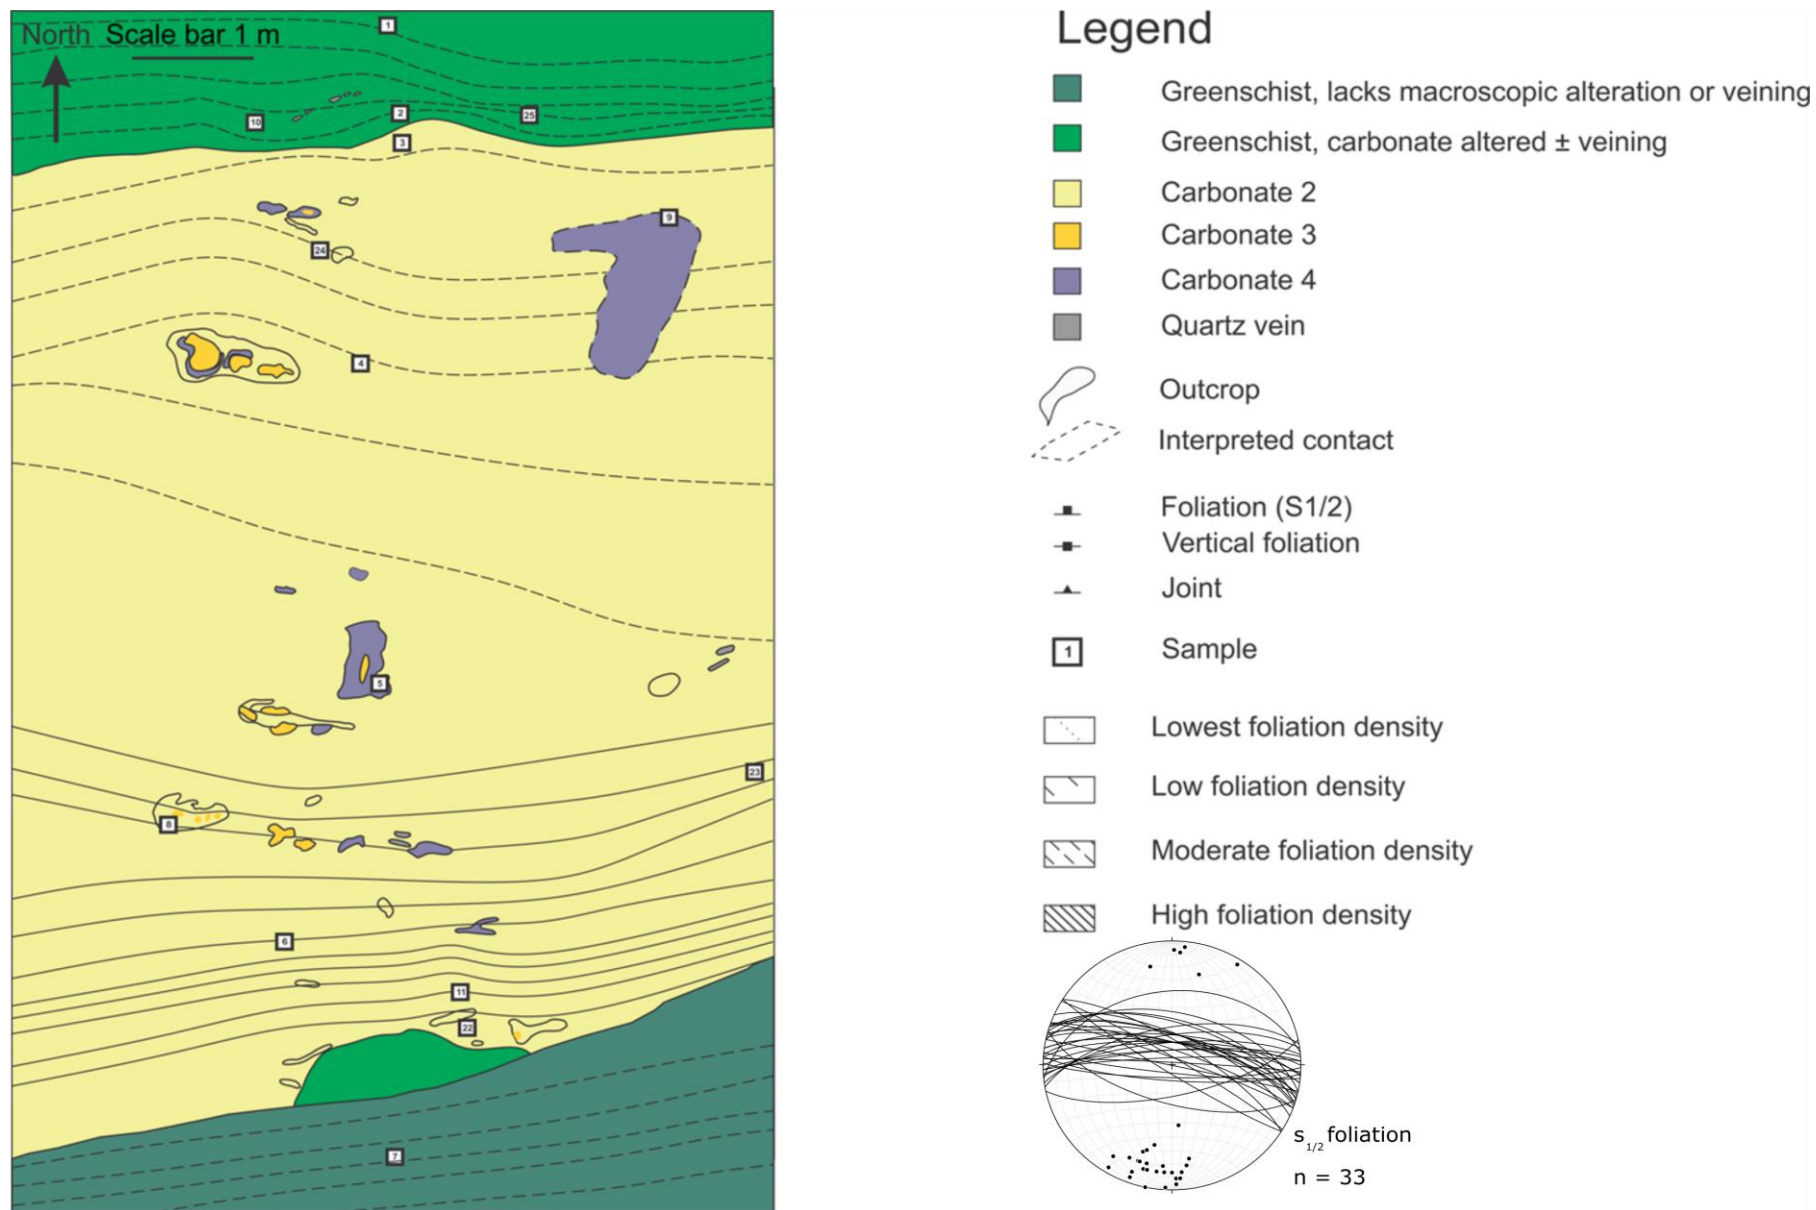 North Scale bar 1 m
1
2
25
10
3
9
24
4
5
23
8
6
11
22
7
Legend
Greenschist, lacks macroscopic alteration or veining
Greenschist, carbonate altered ± veining
Carbonate 2
Carbonate 3
Carbonate 4
Quartz vein
Outcrop
Interpreted contact
Foliation (S1/2)
Vertical foliation
Joint
1 Sample
Lowest foliation density
Low foliation density
Moderate foliation density
High foliation density
s1/2 foliation
n = 33